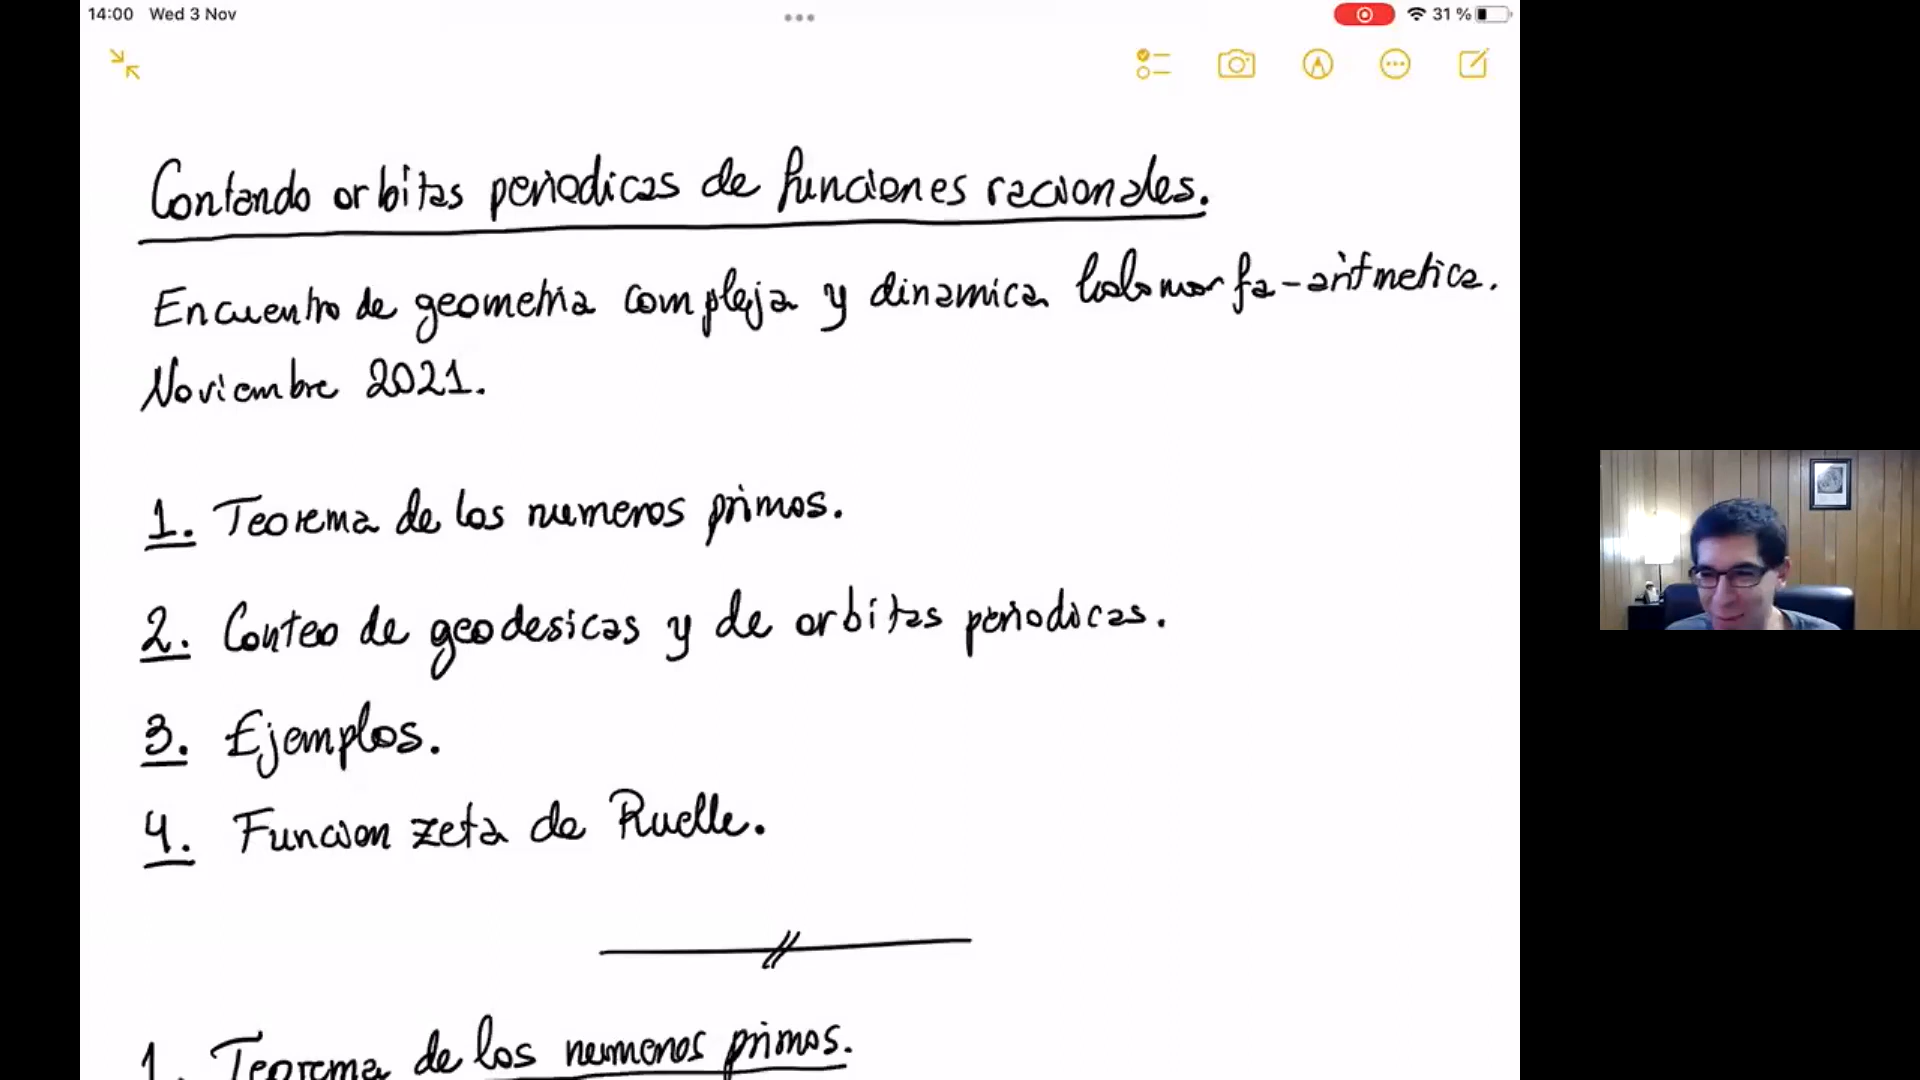 14:00 Wed 3 Nov
31 %
Contando orbitas periodicas de funciones racionales.
Encuentro de geometria compleja y dinamica holomorfa-aritmetica.
Noviembre 2021.
1. Teorema de los numeros primos.
2. Conteo de geodesicas y de orbitas periodicas.
3. Ejemplos.
4. Funcion zeta de Ruelle.
1. Teorema de los numeros primos.